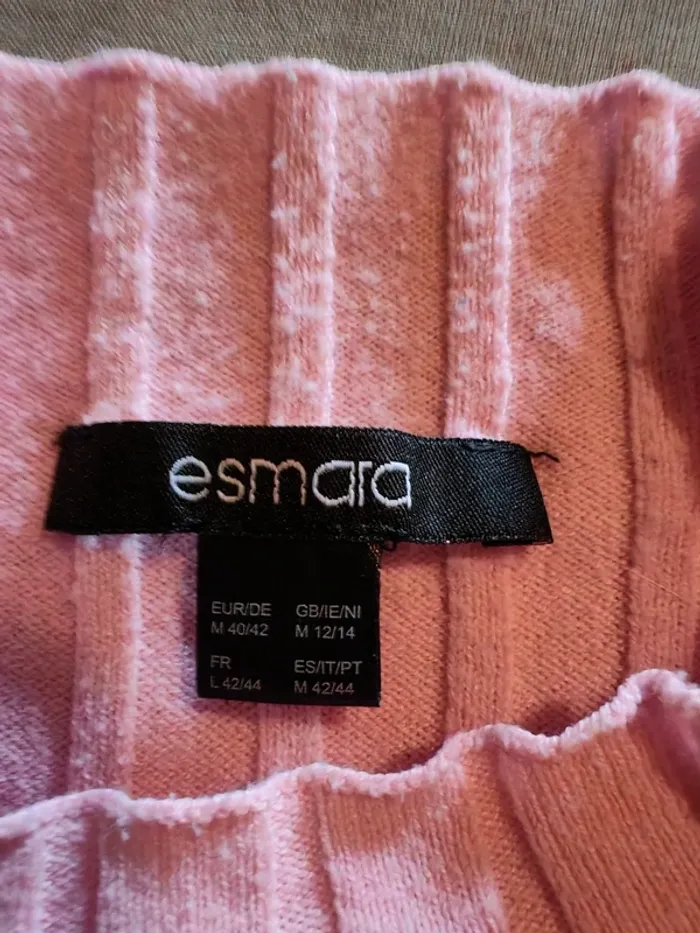 esmara
EUR/DE GB/IE/NI
M 40/42 M 12/14
FR ES/IT/PT
L 42/44 M 42/44